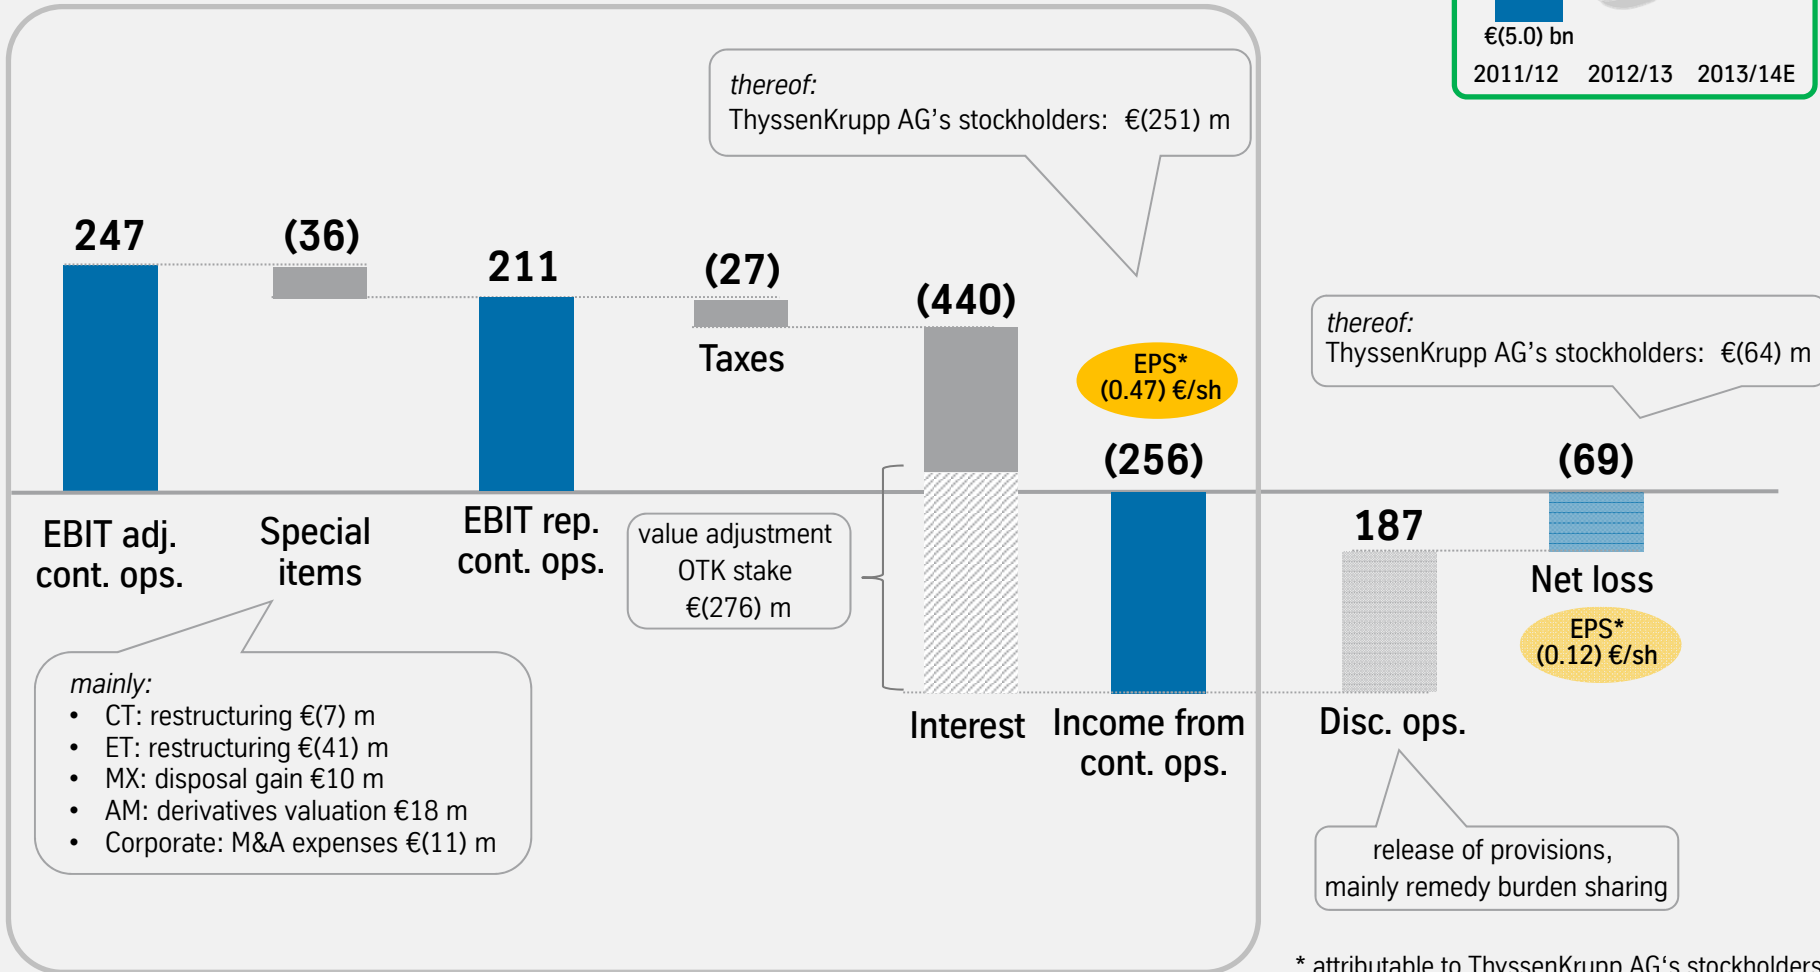 €(5.0) bn
2011/12 2012/13 2013/14E
thereof:
ThyssenKrupp AG's stockholders: €(251) m
247
(36)
211
(27)
Taxes
(440)
EPS*
(0.47) €/sh
(256)
thereof:
ThyssenKrupp AG's stockholders: €(64) m
(69)
EBIT adj.
cont. ops.
Special
items
EBIT rep.
cont. ops.
value adjustment
OTK stake
€(276) m
187
Net loss
EPS*
(0.12) €/sh
Interest
Income from
cont. ops.
Disc. ops.
mainly:
• CT: restructuring €(7) m
• ET: restructuring €(41) m
• MX: disposal gain €10 m
• AM: derivatives valuation €18 m
• Corporate: M&A expenses €(11) m
release of provisions,
mainly remedy burden sharing
* attributable to ThyssenKrupp AG‘s stockholders